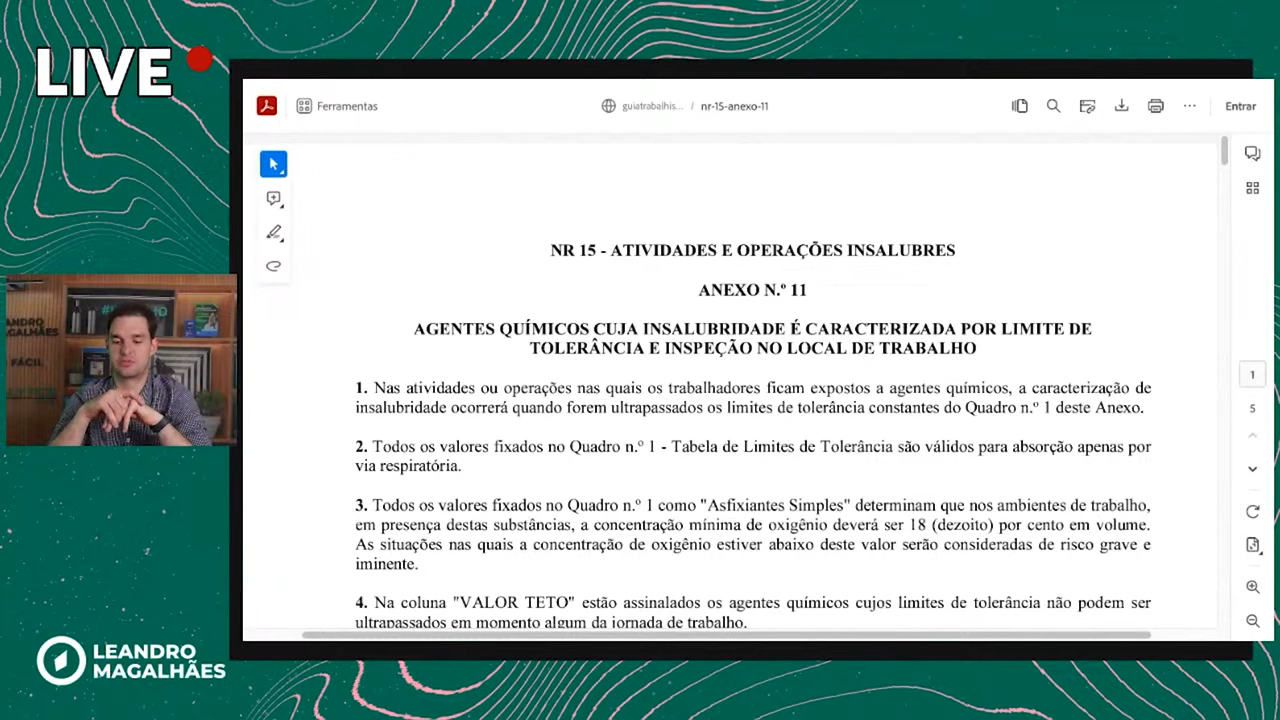 LIVE
Ferramentas
guiatrabalhis... / nr-15-anexo-11
Entrar
NR 15 - ATIVIDADES E OPERAÇÕES INSALUBRES
ANEXO N.º 11
AGENTES QUÍMICOS CUJA INSALUBRIDADE É CARACTERIZADA POR LIMITE DE
TOLERÂNCIA E INSPEÇÃO NO LOCAL DE TRABALHO
1. Nas atividades ou operações nas quais os trabalhadores ficam expostos a agentes químicos, a caracterização de
insalubridade ocorrerá quando forem ultrapassados os limites de tolerância constantes do Quadro n.º 1 deste Anexo.
2. Todos os valores fixados no Quadro n.º 1 - Tabela de Limites de Tolerância são válidos para absorção apenas por
via respiratória.
3. Todos os valores fixados no Quadro n.º 1 como "Asfixiantes Simples" determinam que nos ambientes de trabalho,
em presença destas substâncias, a concentração mínima de oxigênio deverá ser 18 (dezoito) por cento em volume.
As situações nas quais a concentração de oxigênio estiver abaixo deste valor serão consideradas de risco grave e
iminente.
4. Na coluna "VALOR TETO" estão assinalados os agentes químicos cujos limites de tolerância não podem ser
ultrapassados em momento algum da jornada de trabalho.
1
5
FÁCIL
LEANDRO
MAGALHÃES